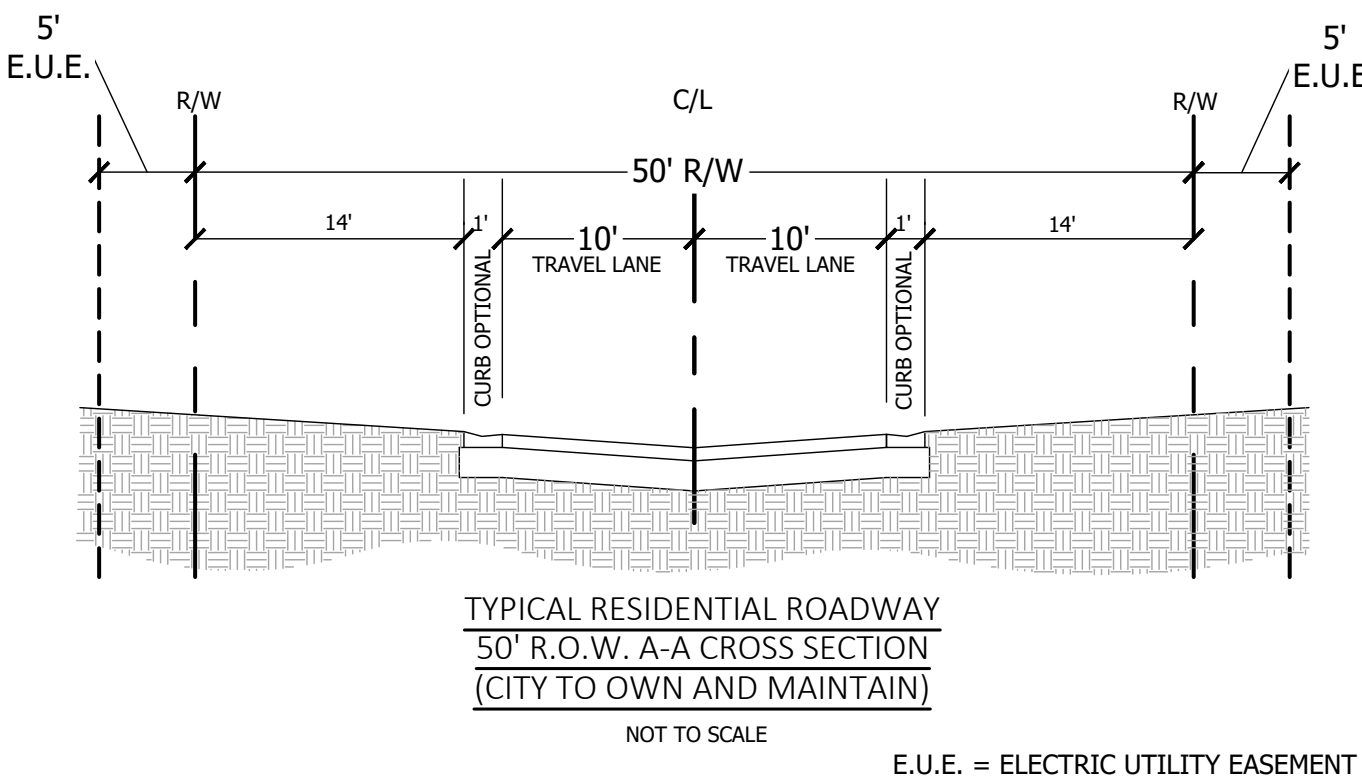 5'
E.U.E.
5'
E.U.E
R/W
C/L
R/W
50' R/W
14'
1'
10'
10'
1'
14'
TRAVEL LANE
TRAVEL LANE
CURB OPTIONAL
CURB OPTIONAL
TYPICAL RESIDENTIAL ROADWAY
50' R.O.W. A-A CROSS SECTION
(CITY TO OWN AND MAINTAIN)
NOT TO SCALE
E.U.E. = ELECTRIC UTILITY EASEMENT